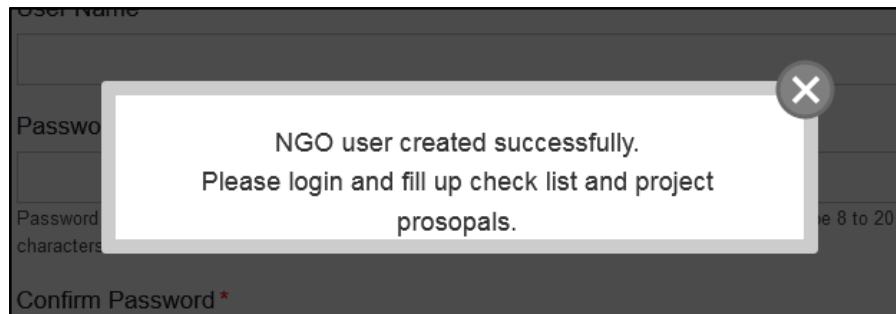 User Name
Passwo
NGO user created successfully.
Please login and fill up check list and project
prosopals.
Password
be 8 to 20
characters
Confirm Password *